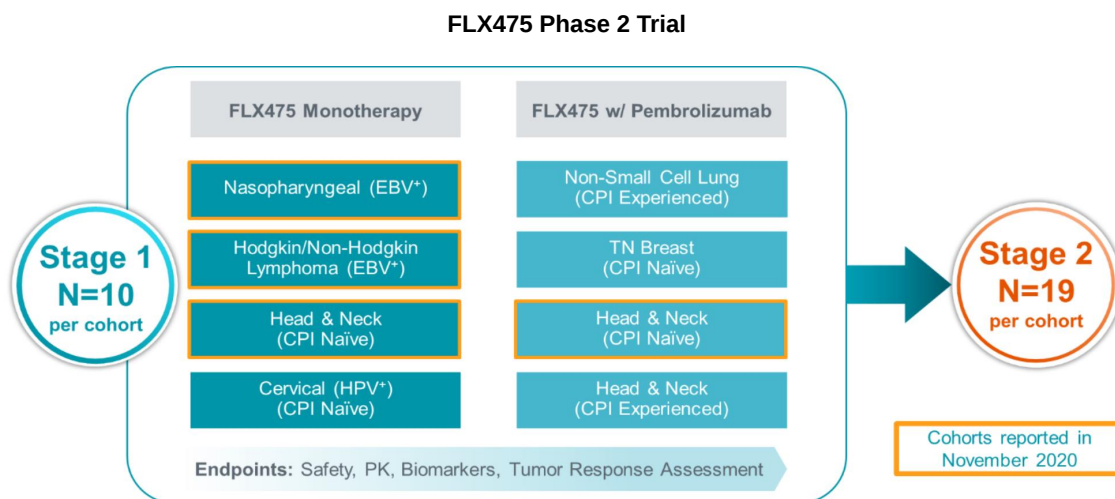 FLX475 Phase 2 Trial
FLX475 Monotherapy
FLX475 w/ Pembrolizumab
Stage 1
N=10
per cohort
Nasopharyngeal (EBV⁺)
Hodgkin/Non-Hodgkin
Lymphoma (EBV⁺)
Head & Neck
(CPI Naïve)
Cervical (HPV⁺)
(CPI Naïve)
Non-Small Cell Lung
(CPI Experienced)
TN Breast
(CPI Naïve)
Head & Neck
(CPI Naïve)
Head & Neck
(CPI Experienced)
Endpoints: Safety, PK, Biomarkers, Tumor Response Assessment
Stage 2
N=19
per cohort
Cohorts reported in
November 2020